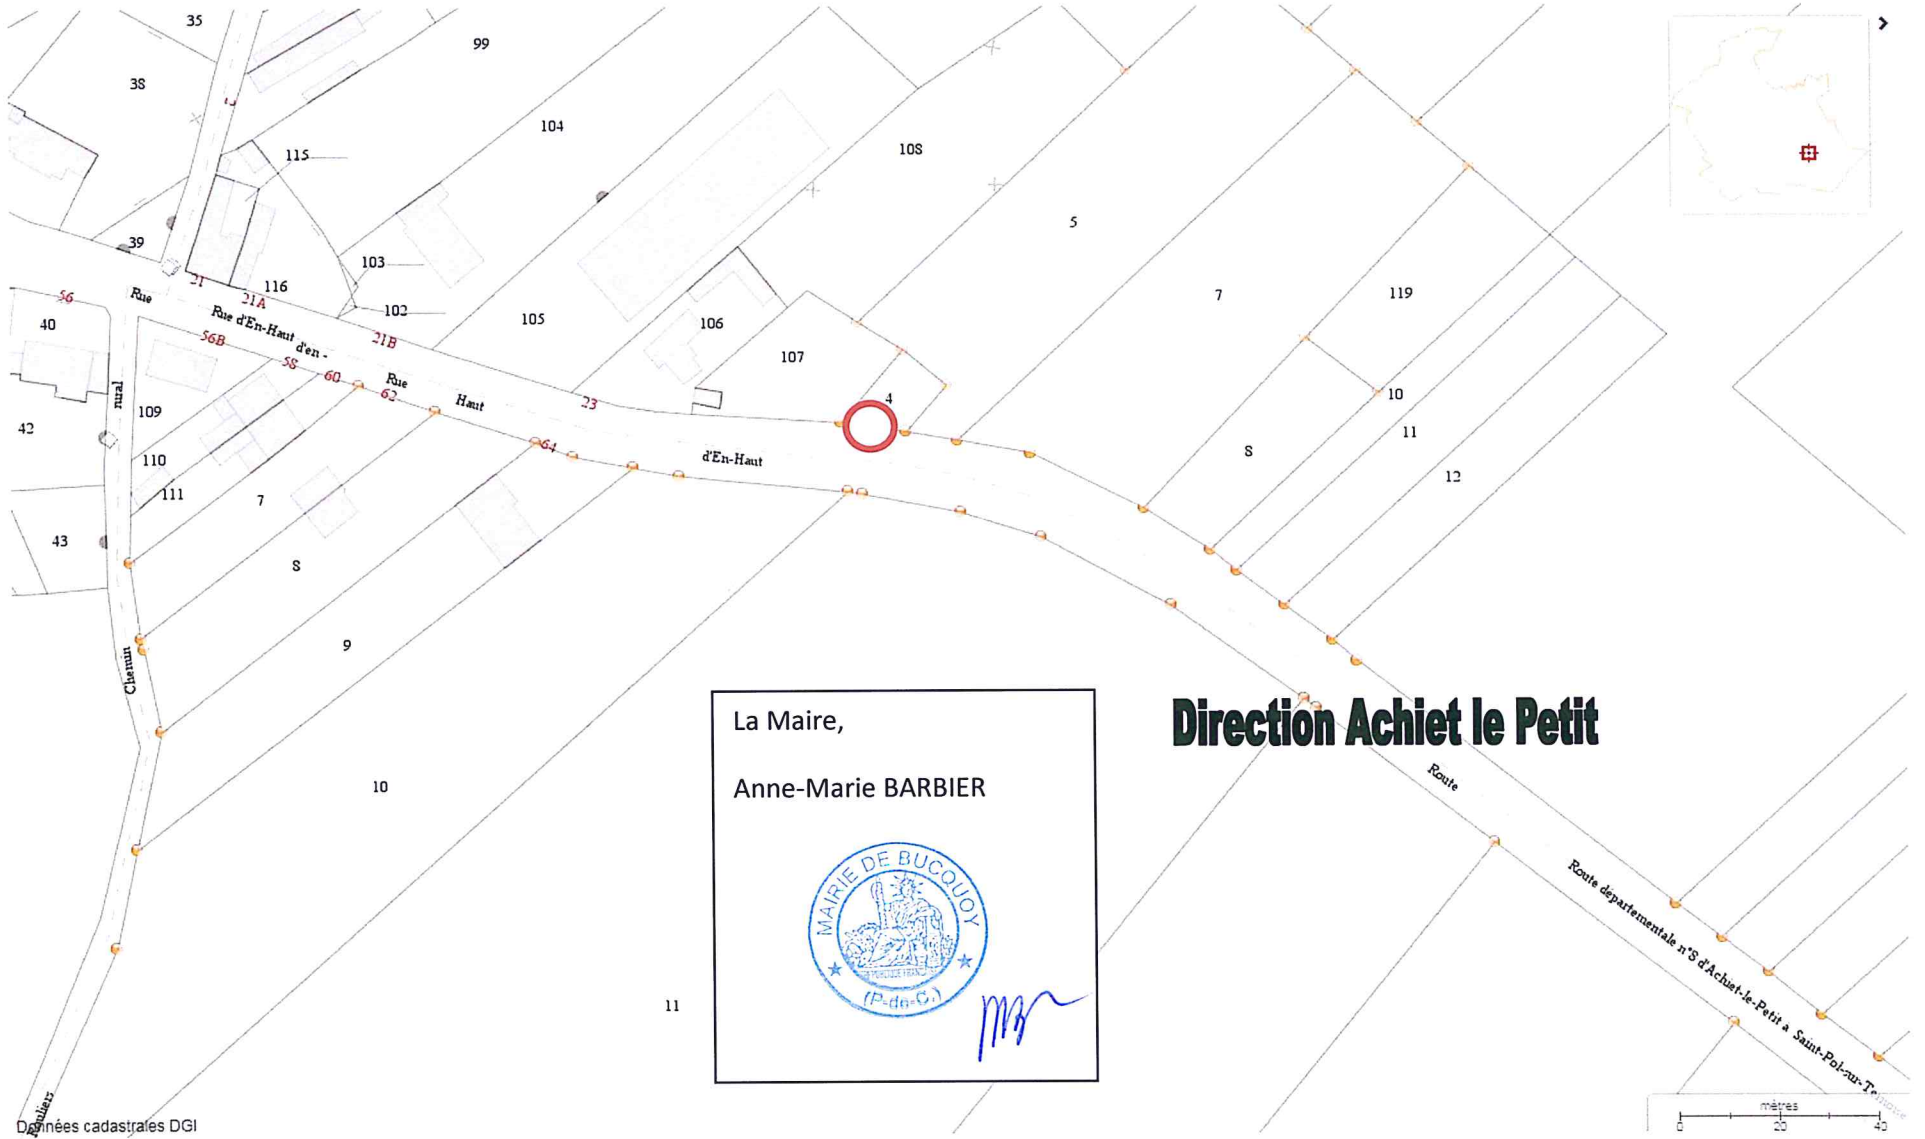 35
99
38
104
115
108
5
39
103
116
21
21A
102
119
7
Rue
Rue d'En-Haut d'en -
56
40
56B
21B
105
106
107
58
60
Rue
62
Haut
23
4
10
rural
109
64
d'En-Haut
11
8
42
110
12
111
7
43
8
9
Chemin
La Maire,
Direction Achiet le Petit
Anne-Marie BARBIER
Route
10
MAIRIE DE BUCQUOY
(P-de-C.)
11
Route départementale n°8 d'Achiet-le-Petit a Saint-Pol-sur-Ternoise
Données cadastrales DGI
mètres
0 20 40